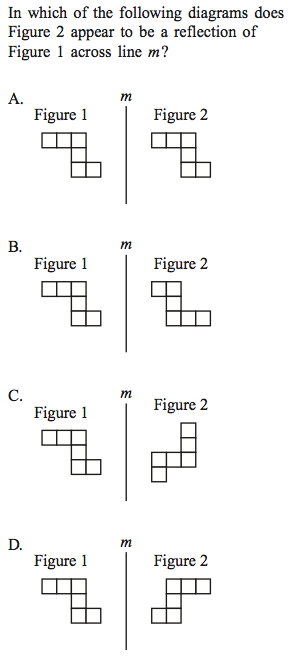 In which of the following diagrams does
Figure 2 appear to be a reflection of
Figure 1 across line m?
A.
m
Figure 1 Figure 2
B.
m
Figure 1 Figure 2
C.
m
Figure 1 Figure 2
D.
m
Figure 1 Figure 2